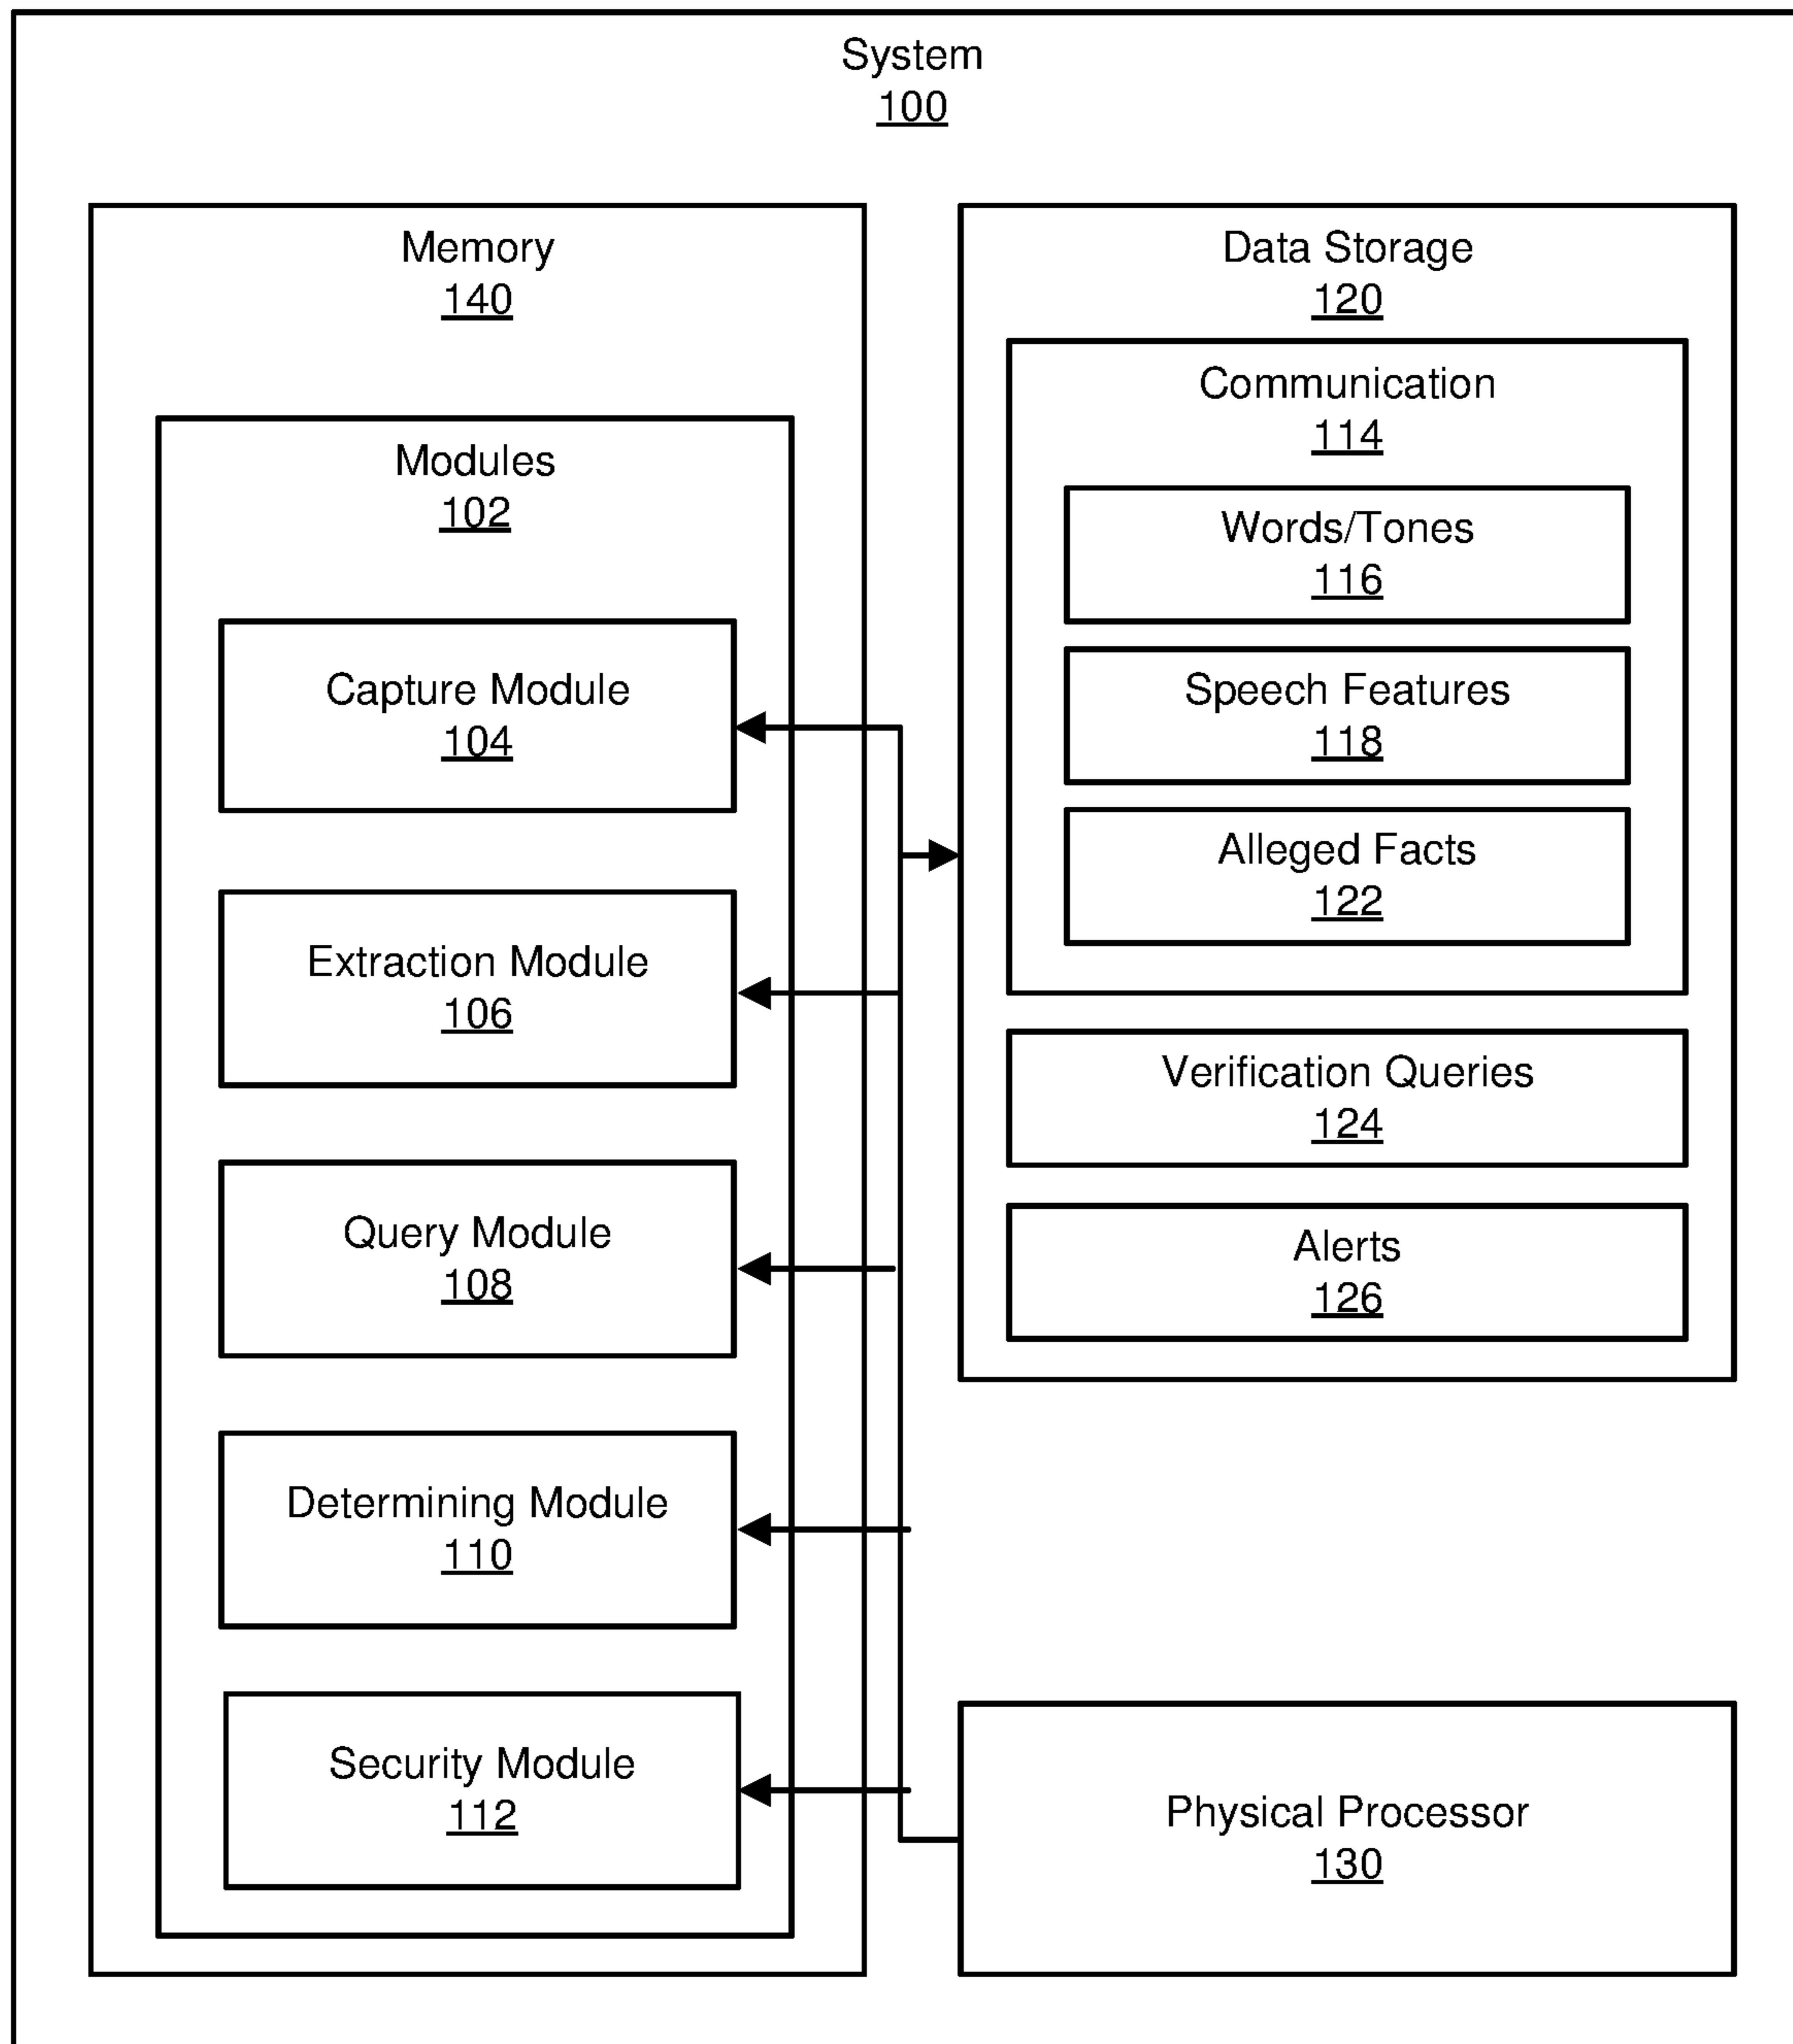 System
100
Memory
140
Modules
102
Capture Module
104
Extraction Module
106
Query Module
108
Determining Module
110
Security Module
112
Data Storage
120
Communication
114
Words/Tones
116
Speech Features
118
Alleged Facts
122
Verification Queries
124
Alerts
126
Physical Processor
130